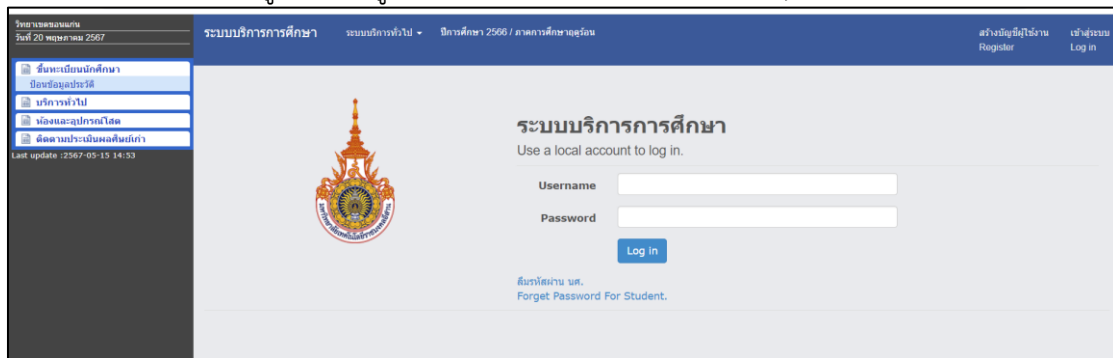 วิทยาเขตขอนแก่น
วันที่ 20 พฤษภาคม 2567
ระบบบริการการศึกษา
ระบบบริการทั่วไป
ปีการศึกษา 2566 / ภาคการศึกษาฤดูร้อน
สร้างบัญชีผู้ใช้งาน
Register
เข้าสู่ระบบ
Log in
ขึ้นทะเบียนนักศึกษา
ป้อนข้อมูลประวัติ
บริการทั่วไป
ห้องและอุปกรณ์โสต
ติดตามประเมินผลศิษย์เก่า
Last update :2567-05-15 14:53
ระบบบริการการศึกษา
Use a local account to log in.
Username
Password
Log in
ลืมรหัสผ่าน นศ.
Forget Password For Student.